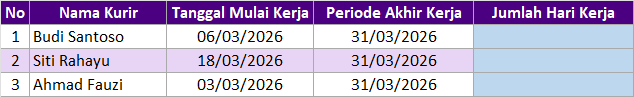 No Nama Kurir Tanggal Mulai Kerja Periode Akhir Kerja Jumlah Hari Kerja
1 Budi Santoso 06/03/2026 31/03/2026
2 Siti Rahayu 18/03/2026 31/03/2026
3 Ahmad Fauzi 03/03/2026 31/03/2026